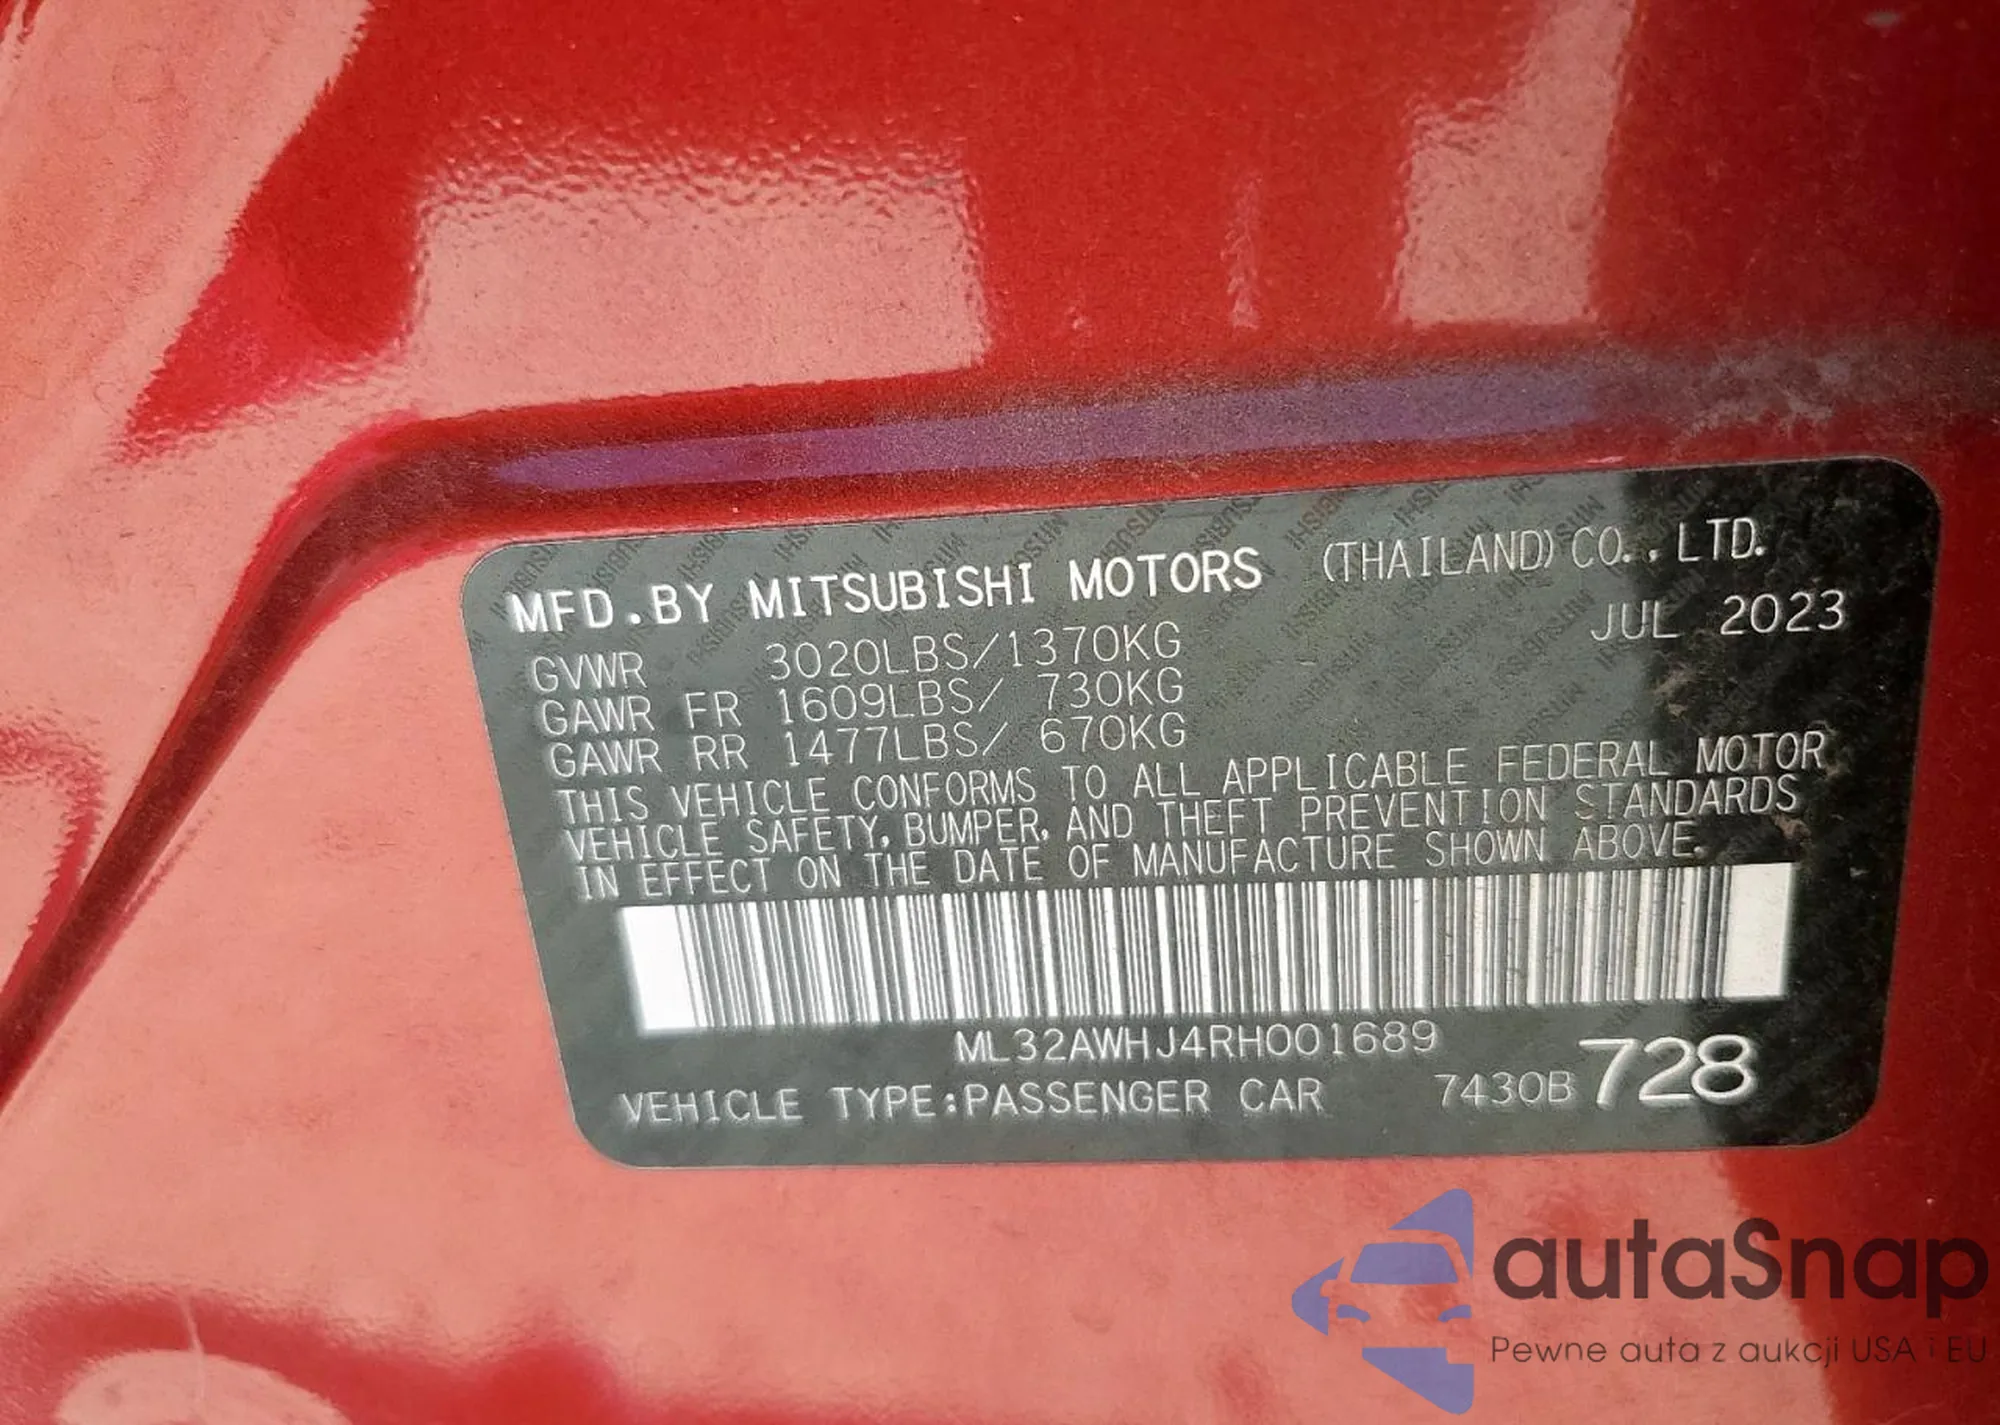 MFD.BY MITSUBISHI MOTORS (THAILAND) CO., LTD.
JUL 2023
GVWR 3020LBS/1370KG
GAWR FR 1609LBS/ 730KG
GAWR RR 1477LBS/ 670KG
THIS VEHICLE CONFORMS TO ALL APPLICABLE FEDERAL MOTOR
VEHICLE SAFETY, BUMPER, AND THEFT PREVENTION STANDARDS
IN EFFECT ON THE DATE OF MANUFACTURE SHOWN ABOVE.
ML32AWHJ4RH001689
VEHICLE TYPE:PASSENGER CAR 7430B728
autaSnap
Pewne auta z aukcji USA i EU